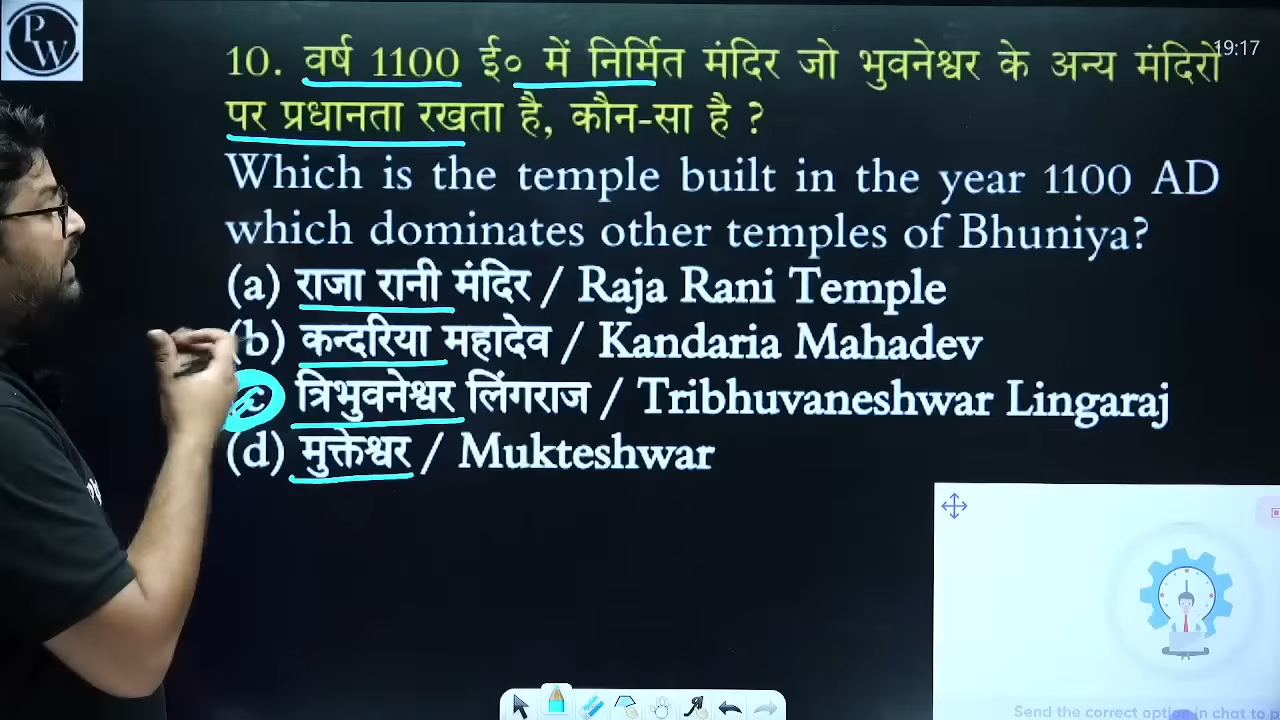 PW
19:17
10. वर्ष 1100 ई० में निर्मित मंदिर जो भुवनेश्वर के अन्य मंदिरों
पर प्रधानता रखता है, कौन-सा है ?
Which is the temple built in the year 1100 AD
which dominates other temples of Bhuniya?
(a) राजा रानी मंदिर / Raja Rani Temple
(b) कन्दरिया महादेव / Kandaria Mahadev
(c) त्रिभुवनेश्वर लिंगराज / Tribhuvaneshwar Lingaraj
(d) मुक्तेश्वर / Mukteshwar
Send the correct option in chat to p